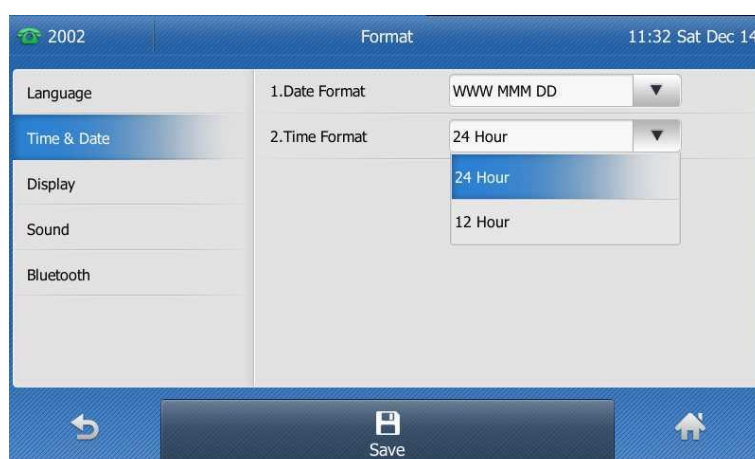 2002 Format 11:32 Sat Dec 14
Language
1.Date Format WWW MMM DD
Time & Date
2.Time Format 24 Hour
24 Hour
Display
12 Hour
Sound
Bluetooth
Save